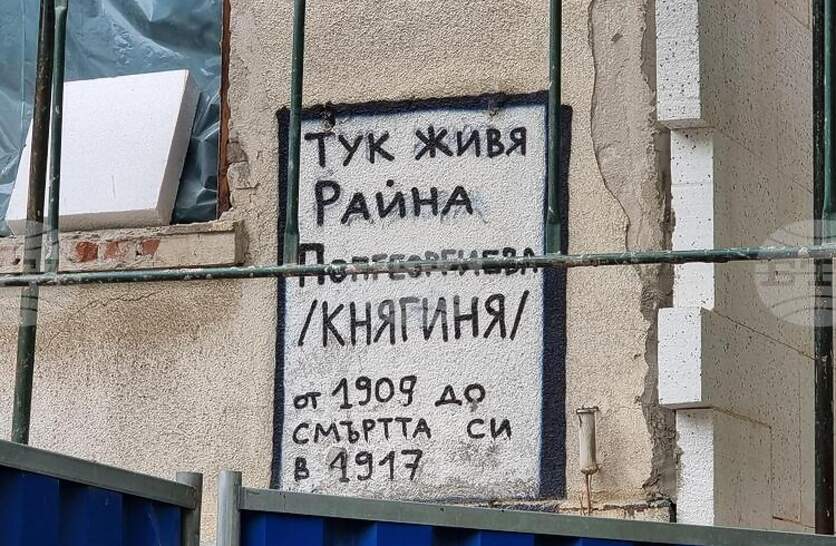 Тук живя
Райна
Попгеоргиева
/КНЯГИНЯ/
от 1909 до
смъртта си
в 1917